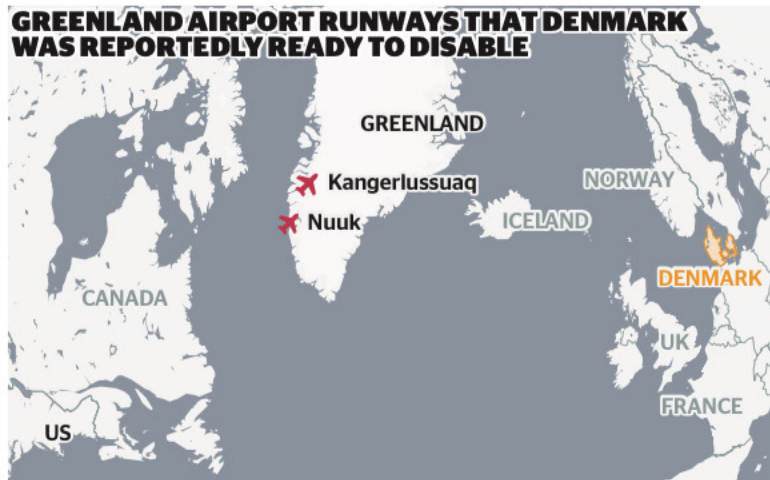 GREENLAND AIRPORT RUNWAYS THAT DENMARK
WAS REPORTEDLY READY TO DISABLE
GREENLAND
Kangerlussuaq
NORWAY
Nuuk
ICELAND
DENMARK
CANADA
UK
FRANCE
US